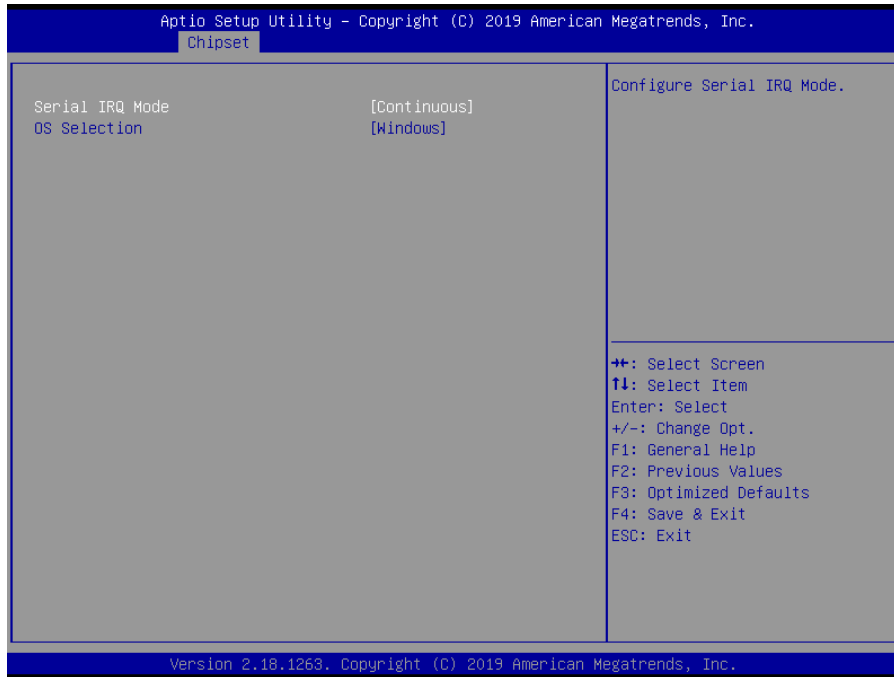 Aptio Setup Utility – Copyright (C) 2019 American Megatrends, Inc.
Chipset
Serial IRQ Mode [Continuous]
OS Selection [Windows]
Configure Serial IRQ Mode.
→←: Select Screen
↑↓: Select Item
Enter: Select
+/-: Change Opt.
F1: General Help
F2: Previous Values
F3: Optimized Defaults
F4: Save & Exit
ESC: Exit
Version 2.18.1263. Copyright (C) 2019 American Megatrends, Inc.